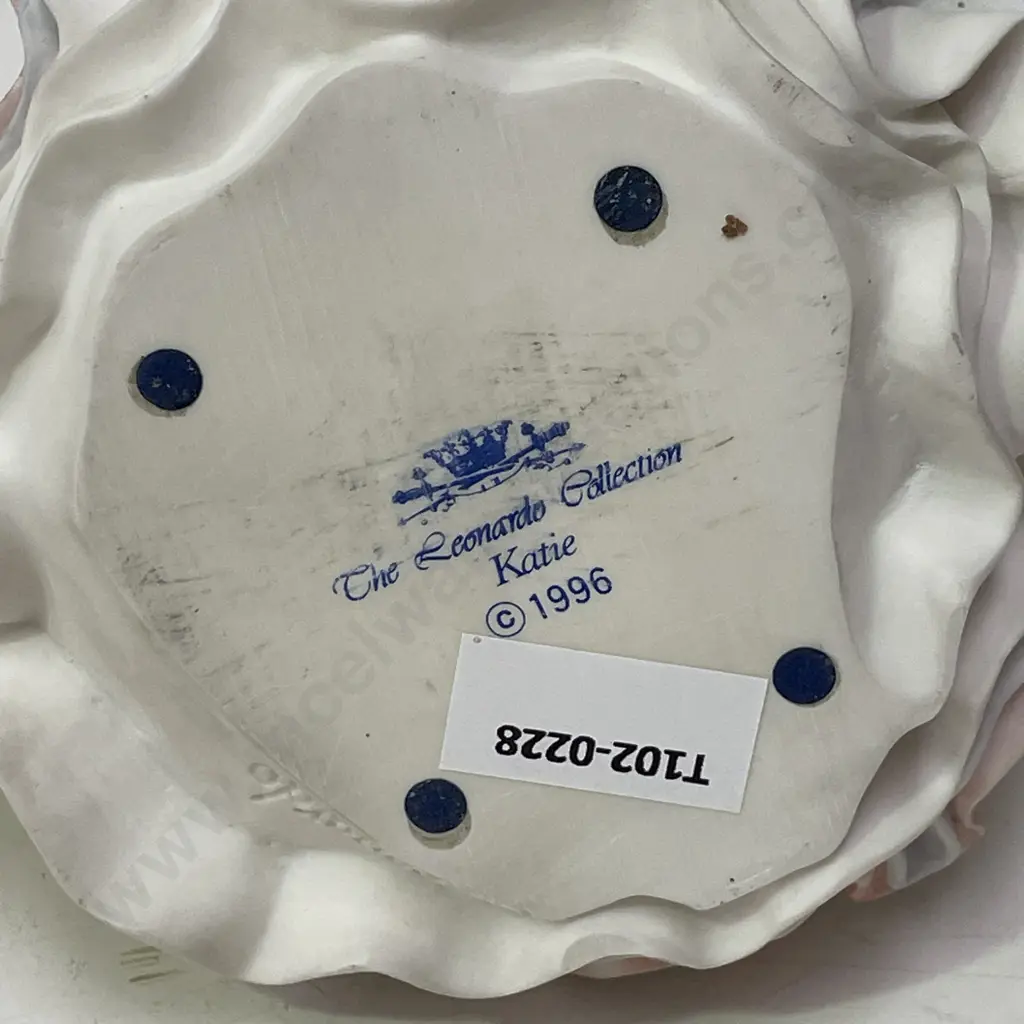 The Leonardo Collection
Katie
© 1996
T102-0228